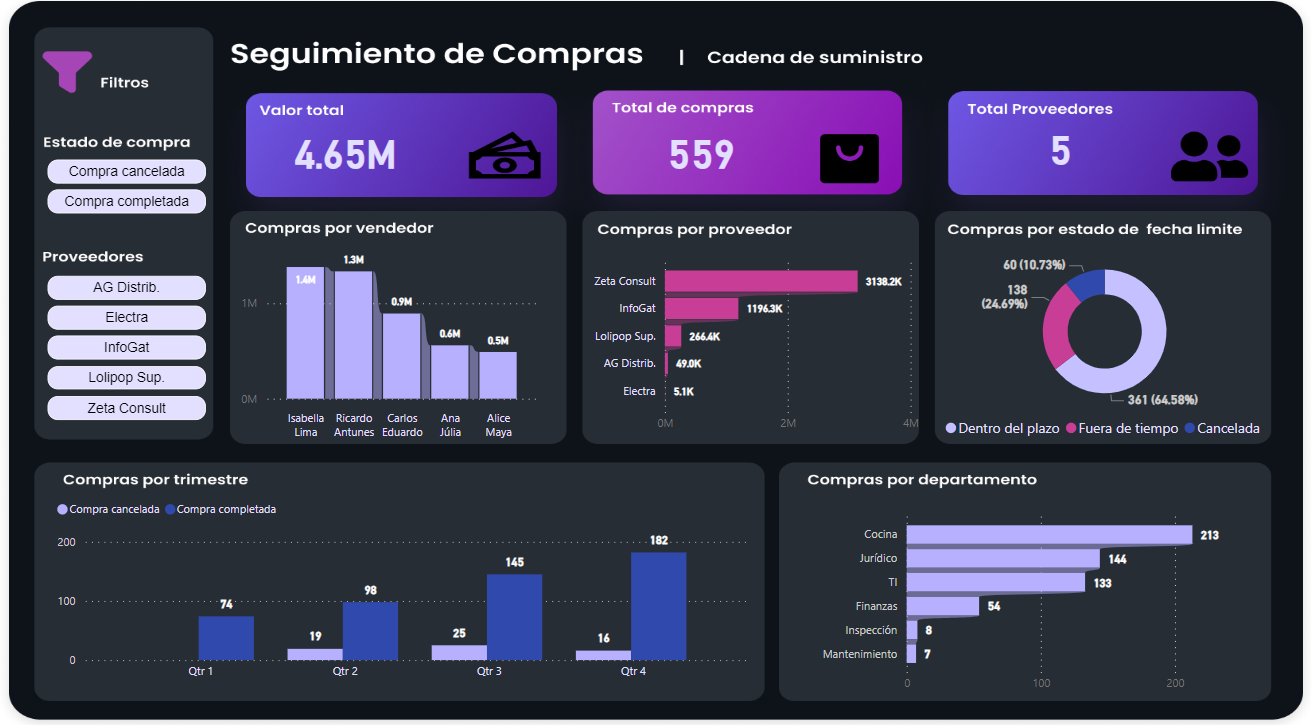 Seguimiento de Compras | Cadena de suministro
Filtros
Estado de compra
Compra cancelada
Compra completada
Proveedores
AG Distrib.
Electra
InfoGat
Lolipop Sup.
Zeta Consult
Valor total
4.65M
Total de compras
559
Total Proveedores
5
Compras por vendedor
1M
0M
1.4M
1.3M
0.9M
0.6M
0.5M
Isabella
Lima
Ricardo
Antunes
Carlos
Eduardo
Ana
Júlia
Alice
Maya
Compras por proveedor
Zeta Consult 3138.2K
InfoGat 1196.3K
Lolipop Sup. 266.4K
AG Distrib. 49.0K
Electra 5.1K
0M 2M 4M
Compras por estado de fecha limite
60 (10.73%)
138
(24.69%)
361 (64.58%)
Dentro del plazo Fuera de tiempo Cancelada
Compras por trimestre
Compra cancelada Compra completada
200
100
0
74
19
98
25
145
16
182
Qtr 1 Qtr 2 Qtr 3 Qtr 4
Compras por departamento
Cocina 213
Jurídico 144
TI 133
Finanzas 54
Inspección 8
Mantenimiento 7
0 100 200